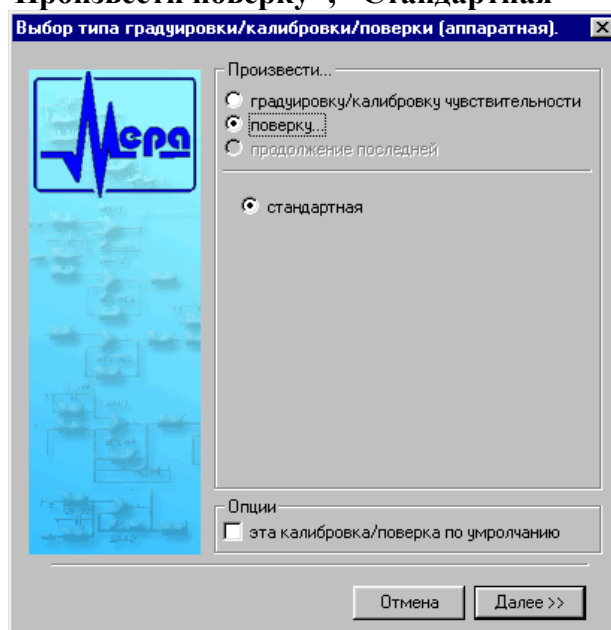 "Произвести поверку", "Стандартная"
Выбор типа градуировки/калибровки/поверки (аппаратная).
Мера
Произвести...
градуировку/калибровку чувствительности
поверку...
продолжение последней
стандартная
Опции
эта калибровка/поверка по умролчанию
Отмена
Далее >>